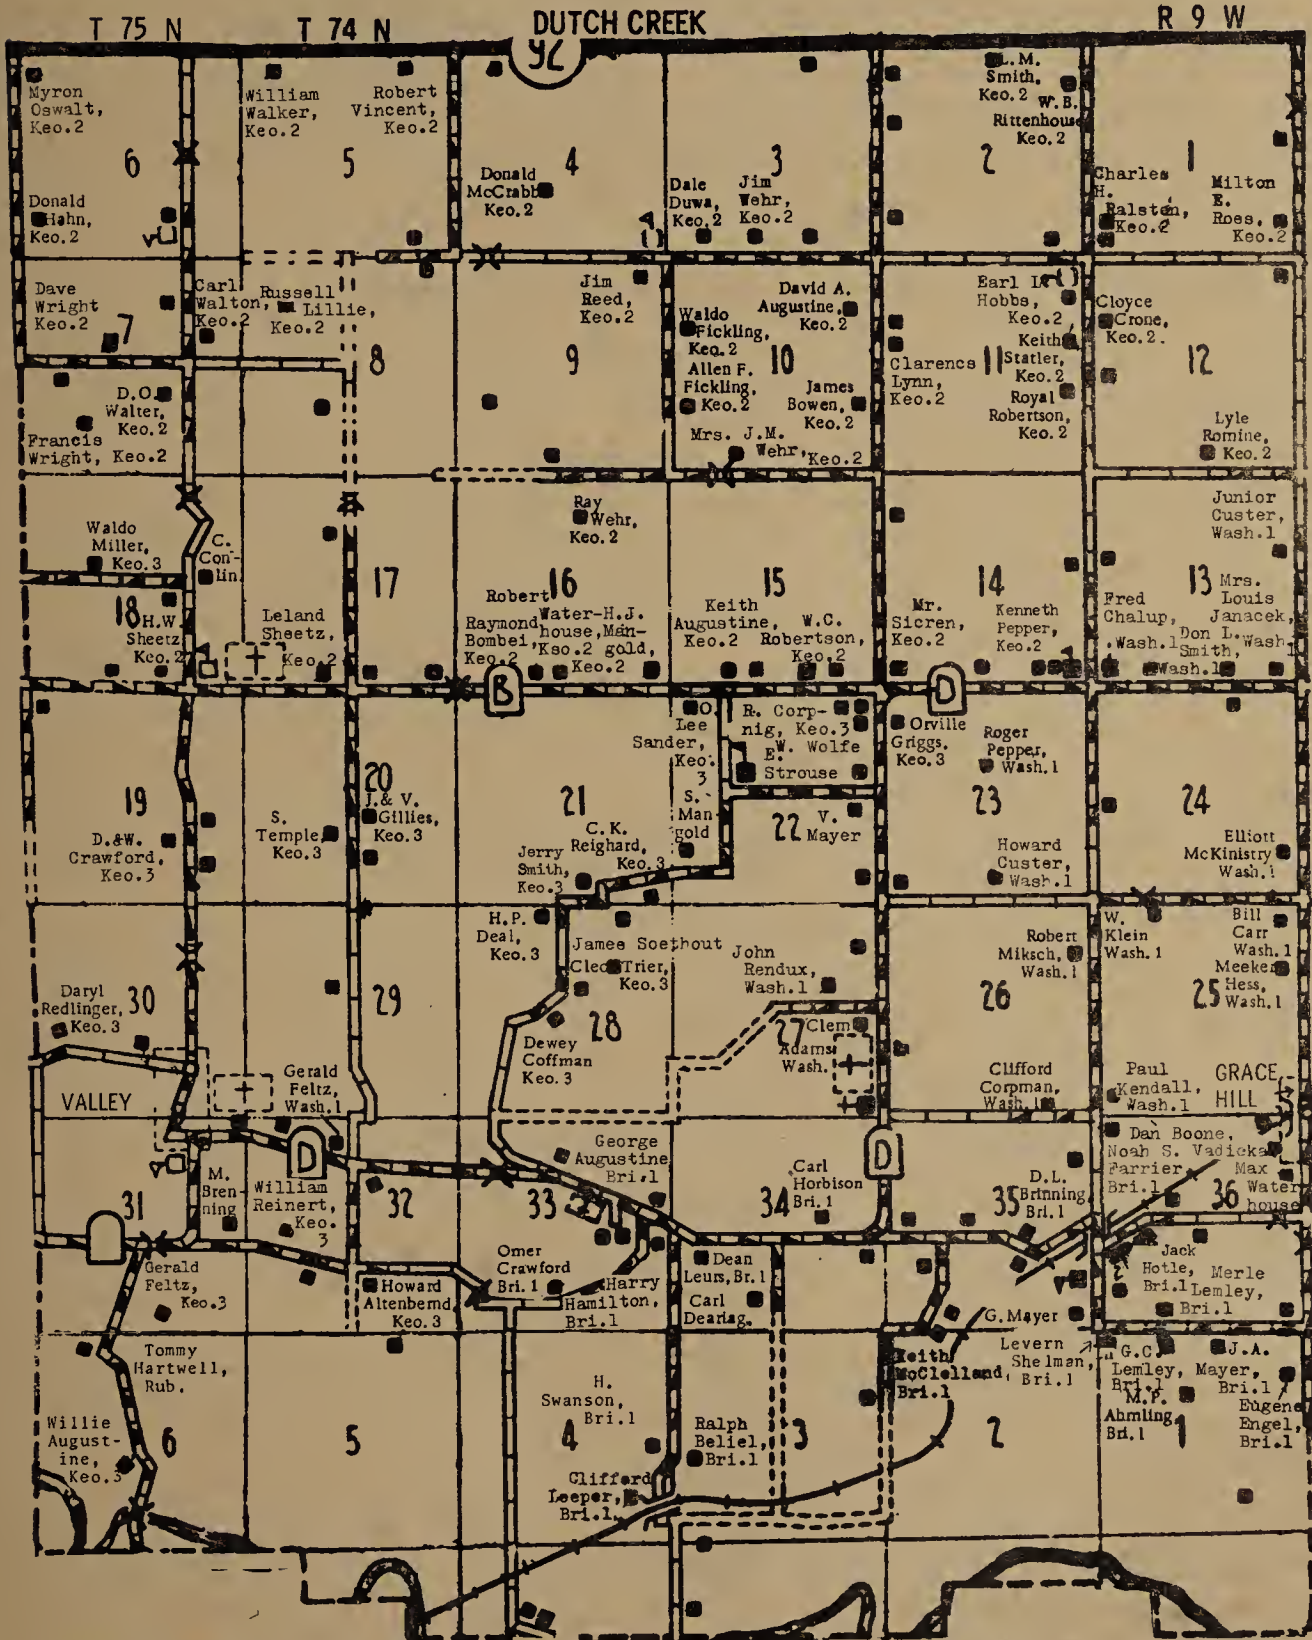 T 75 N
T 74 N
DUTCH CREEK
R 9 W
92
Myron
Oswalt,
Keo.2
6
Donald
Hahn,
Keo.2
William
Walker,
Keo.2
Robert
Vincent,
Keo.2
5
4
Donald
McCrabb
Keo.2
3
Dale
Duwa,
Keo.2
Jim
Wehr,
Keo.2
L.M.
Smith,
Keo.2
W.B.
Rittenhouse
Keo.2
2
1
Charles
H.
Ralston,
Keo.2
Milton
E.
Roes,
Keo.2
Dave
Wright
Keo.2
7
Carl
Walton,
Keo.2
Russell
Lillie,
Keo.2
8
Jim
Reed,
Keo.2
9
Waldo
Fickling,
Keo.2
Allen F.
Fickling,
Keo.2
David A.
Augustine,
Keo.2
10
James
Bowen,
Keo.2
Mrs. J.M.
Wehr, Keo.2
Earl L.
Hobbs,
Keo.2
Clarence
Lynn,
Keo.2
11
Keith
Statler,
Keo.2
Royal
Robertson,
Keo.2
Cloyce
Crone,
Keo.2.
12
Lyle
Romine,
Keo.2
D.O.
Walter,
Keo.2
Francis
Wright, Keo.2
Waldo
Miller,
Keo.3
18
H.W.
Sheetz
Keo.2
C.
Con-
lin
Leland
Sheetz,
Keo.2
17
Ray
Wehr,
Keo.2
16
Robert
Water-
house,
Kso.2
Raymond
Bombei,
Keo.2
H.J.
Man-
gold,
Keo.2
15
Keith
Augustine,
Keo.2
W.C.
Robertson,
Keo.2
14
Mr.
Sicren,
Keo.2
Kenneth
Pepper,
Keo.2
Junior
Custer,
Wash.1
13
Fred
Chalup,
Wash.1
Mrs.
Louis
Janacek,
Wash.1
Don L.
Smith,
Wash.1
B
D
19
D.&W.
Crawford,
Keo.3
S.
Temple,
Keo.3
20
J.& V.
Gillies,
Keo.3
21
C.K.
Reighard,
Keo.3
Jerry
Smith,
Keo.3
O.
Lee
Sander,
Keo.
3
S.
Man-
gold
R. Corp-
nig, Keo.3
W. Wolfe
E.
Strouse
22
V.
Mayer
Orville
Griggs.
Keo.3
Roger
Pepper,
Wash.1
23
Howard
Custer,
Wash.1
24
Elliott
McKinistry
Wash.1
Daryl
Redlinger,
Keo.3
30
29
H.P.
Deal,
Keo.3
James Soethout
Cleo Trier,
Keo.3
28
Dewey
Coffman
Keo.3
John
Rendux,
Wash.1
27
Clem
Adams
Wash.
Robert
Miksch,
Wash.1
26
Clifford
Corpman,
Wash.1
W.
Klein
Wash.1
Bill
Carr
Wash.1
Meeker
Hess,
Wash.1
25
Paul
Kendall,
Wash.1
GRACE
HILL
VALLEY
Gerald
Feltz,
Wash.1
D
31
M.
Bren-
ning
William
Reinert,
Keo.
3
32
33
George
Augustine
Bri.1
34
Carl
Horbison
Bri.1
D
35
D.L.
Brinning
Bri.1
Dan Boone,
Noah S. Vadicka
Farrier
Bri.1
Max
Water
house
36
Gerald
Feltz,
Keo.3
Howard
Altenbernd
Keo.3
Omer
Crawford
Bri.1
Harry
Hamilton,
Bri.1
Dean
Leurs, Br.1
Carl
Dearing.
G.Mayer
Jack
Hotle,
Bri.1
Merle
Lemley,
Bri.1
Tommy
Hartwell,
Rub.
Willie
August-
ine,
Keo.3
6
5
H.
Swanson,
Bri.1
4
Clifford
Leeper,
Bri.1
Ralph
Beliel,
Bri.1
3
Keith
McClelland,
Bri.1
Levern
Shelman,
Bri.1
2
G.C.
Lemley,
Bri.1
J.A.
Mayer,
Bri.1
M.P.
Ahmling
Bri.1
1
Eugene
Engel,
Bri.1